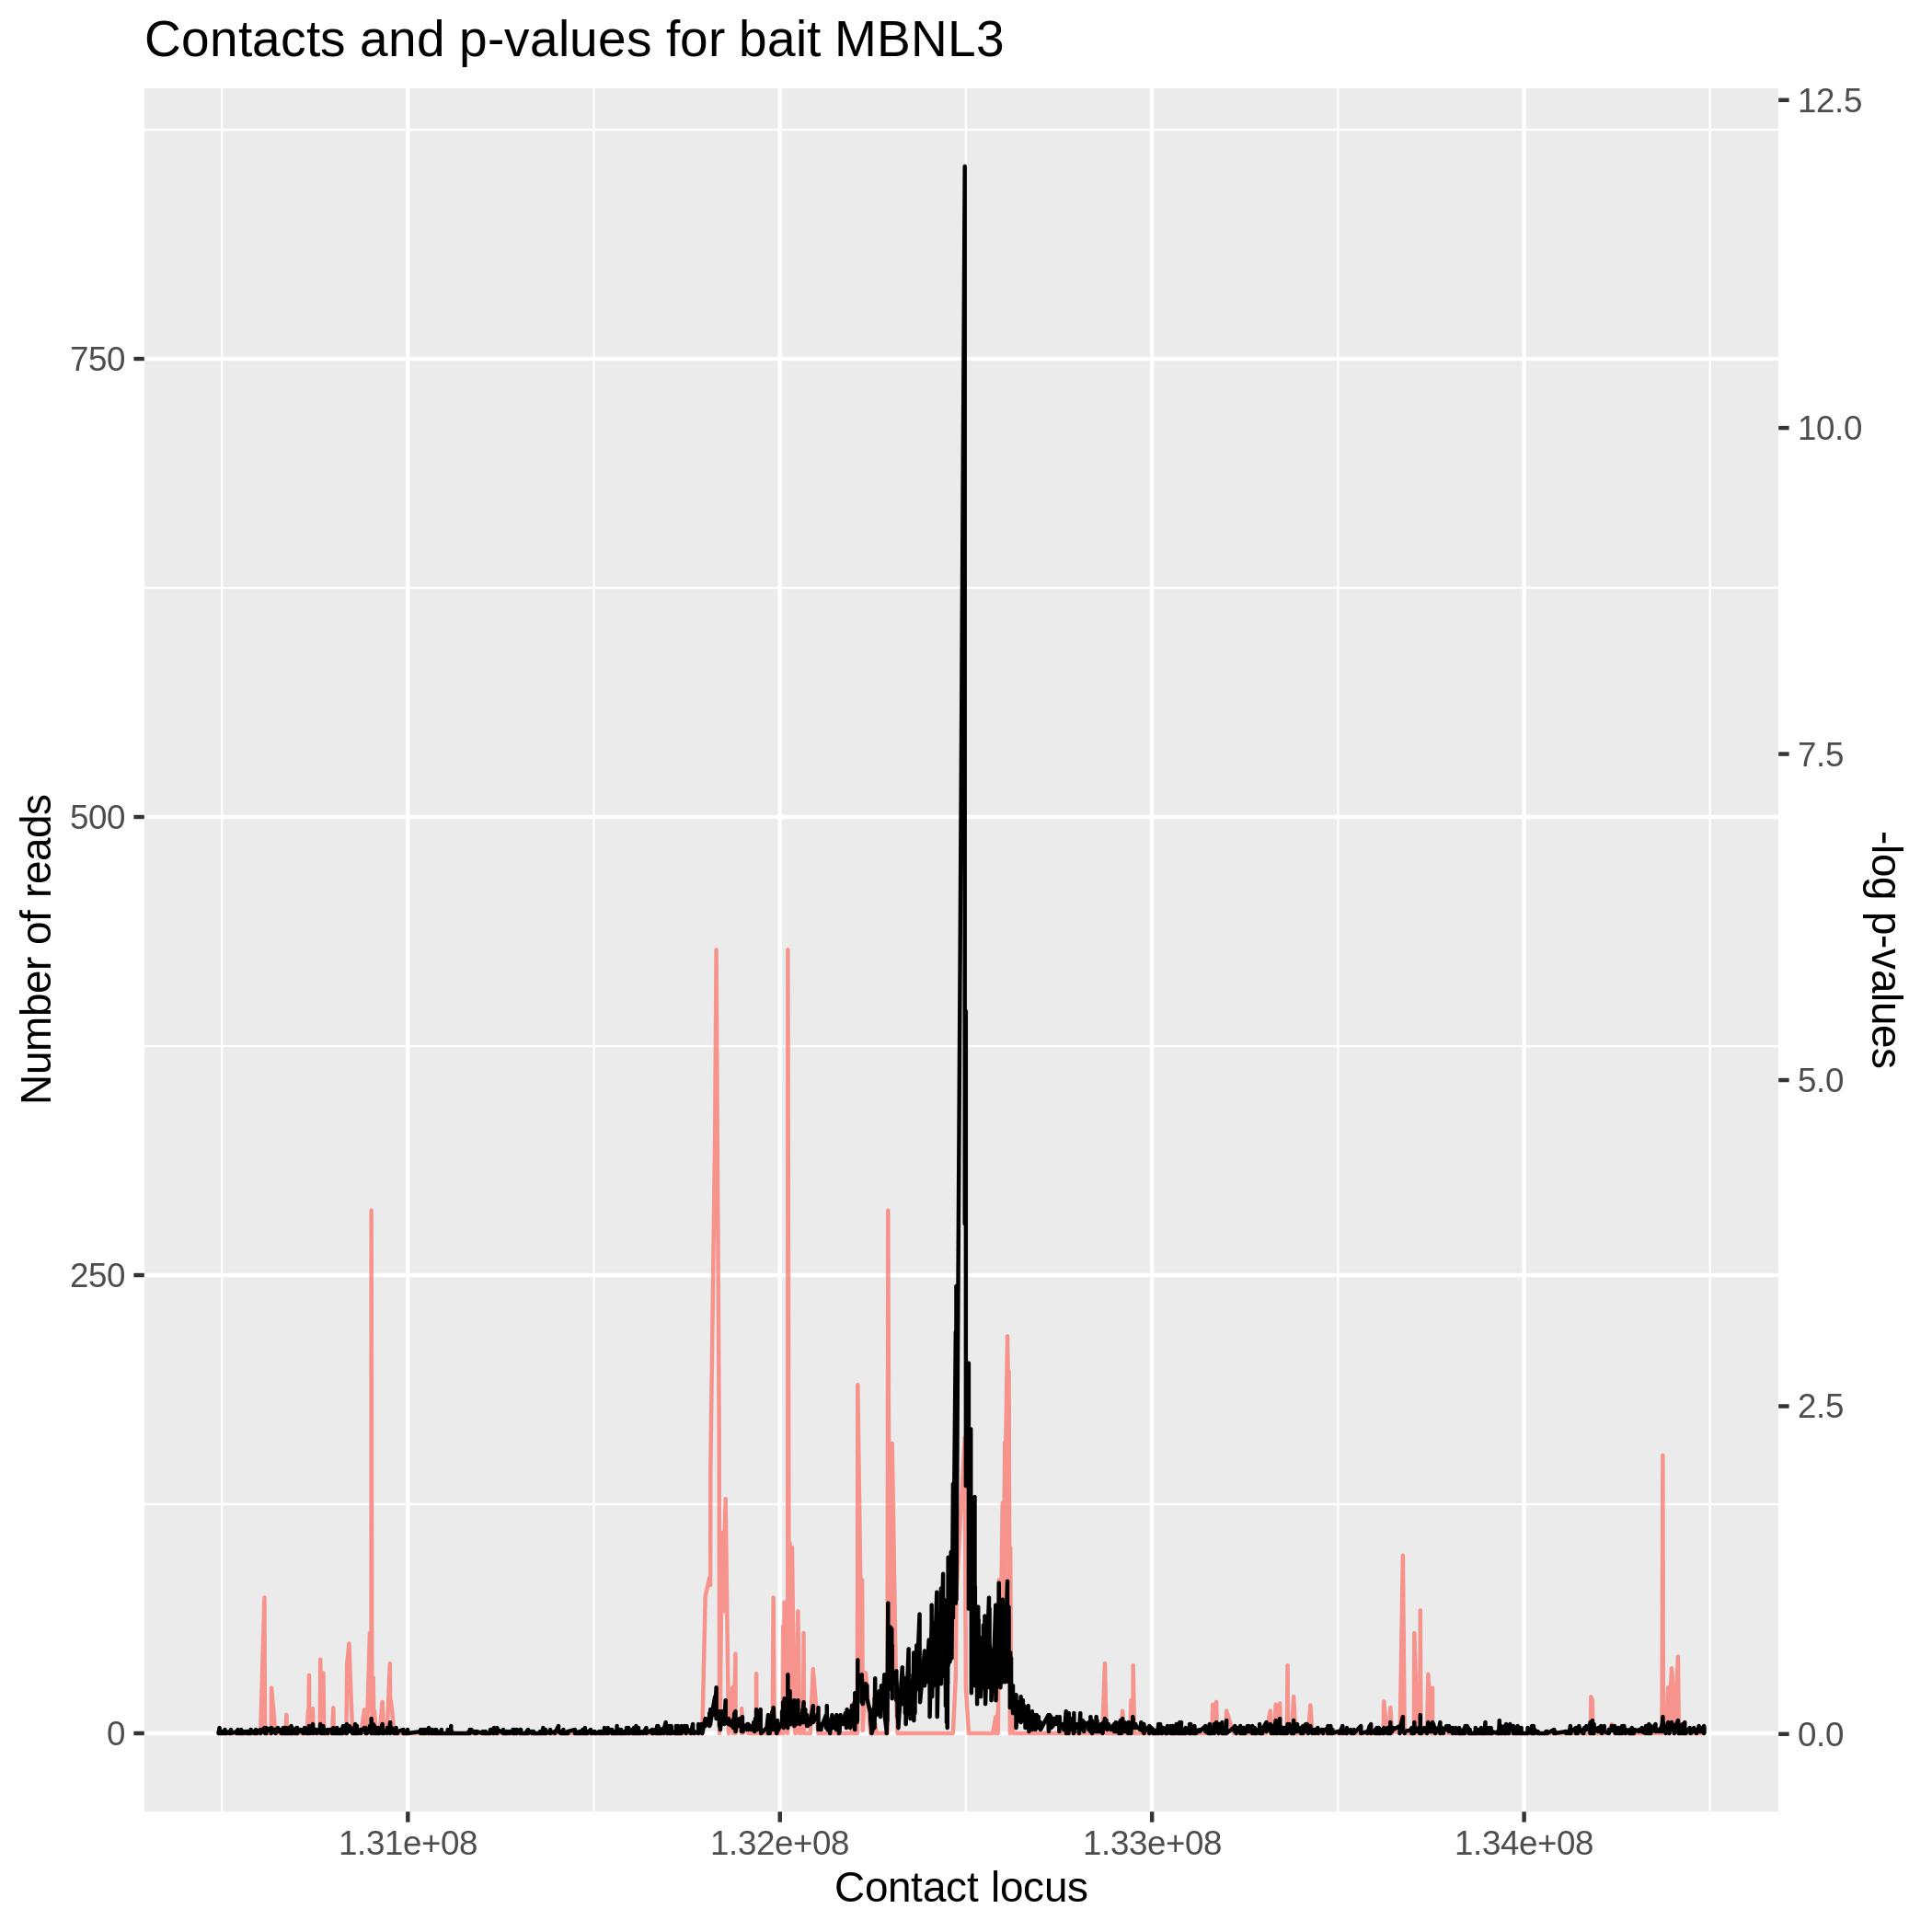 Contacts and p-values for bait MBNL3
12.5
750
10.0
7.5
500
Number of reads
-log p-values
5.0
250
2.5
0
0.0
1.31e+08
1.32e+08
1.33e+08
1.34e+08
Contact locus